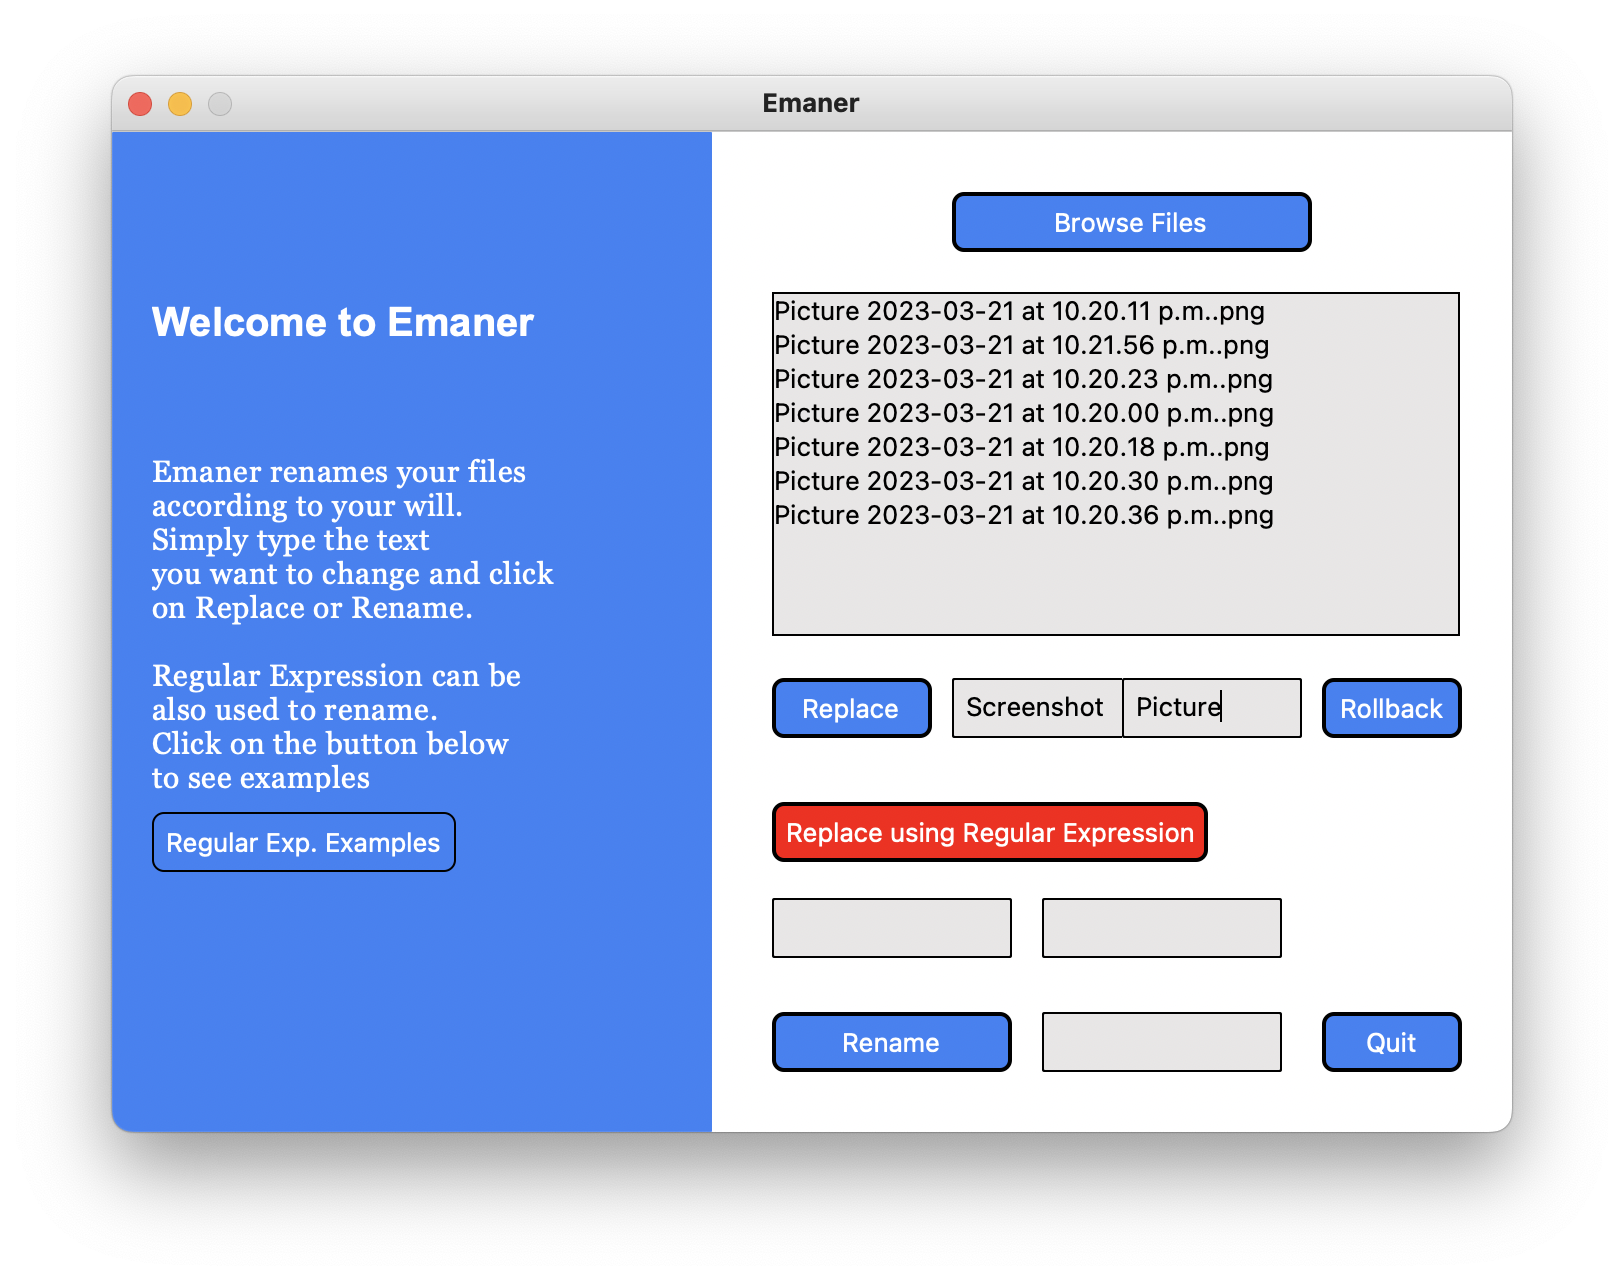 Emaner
Welcome to Emaner
Emaner renames your files
according to your will.
Simply type the text
you want to change and click
on Replace or Rename.
Regular Expression can be
also used to rename.
Click on the button below
to see examples
Regular Exp. Examples
Browse Files
Picture 2023-03-21 at 10.20.11 p.m..png
Picture 2023-03-21 at 10.21.56 p.m..png
Picture 2023-03-21 at 10.20.23 p.m..png
Picture 2023-03-21 at 10.20.00 p.m..png
Picture 2023-03-21 at 10.20.18 p.m..png
Picture 2023-03-21 at 10.20.30 p.m..png
Picture 2023-03-21 at 10.20.36 p.m..png
Replace Screenshot Picture Rollback
Replace using Regular Expression
Rename Quit